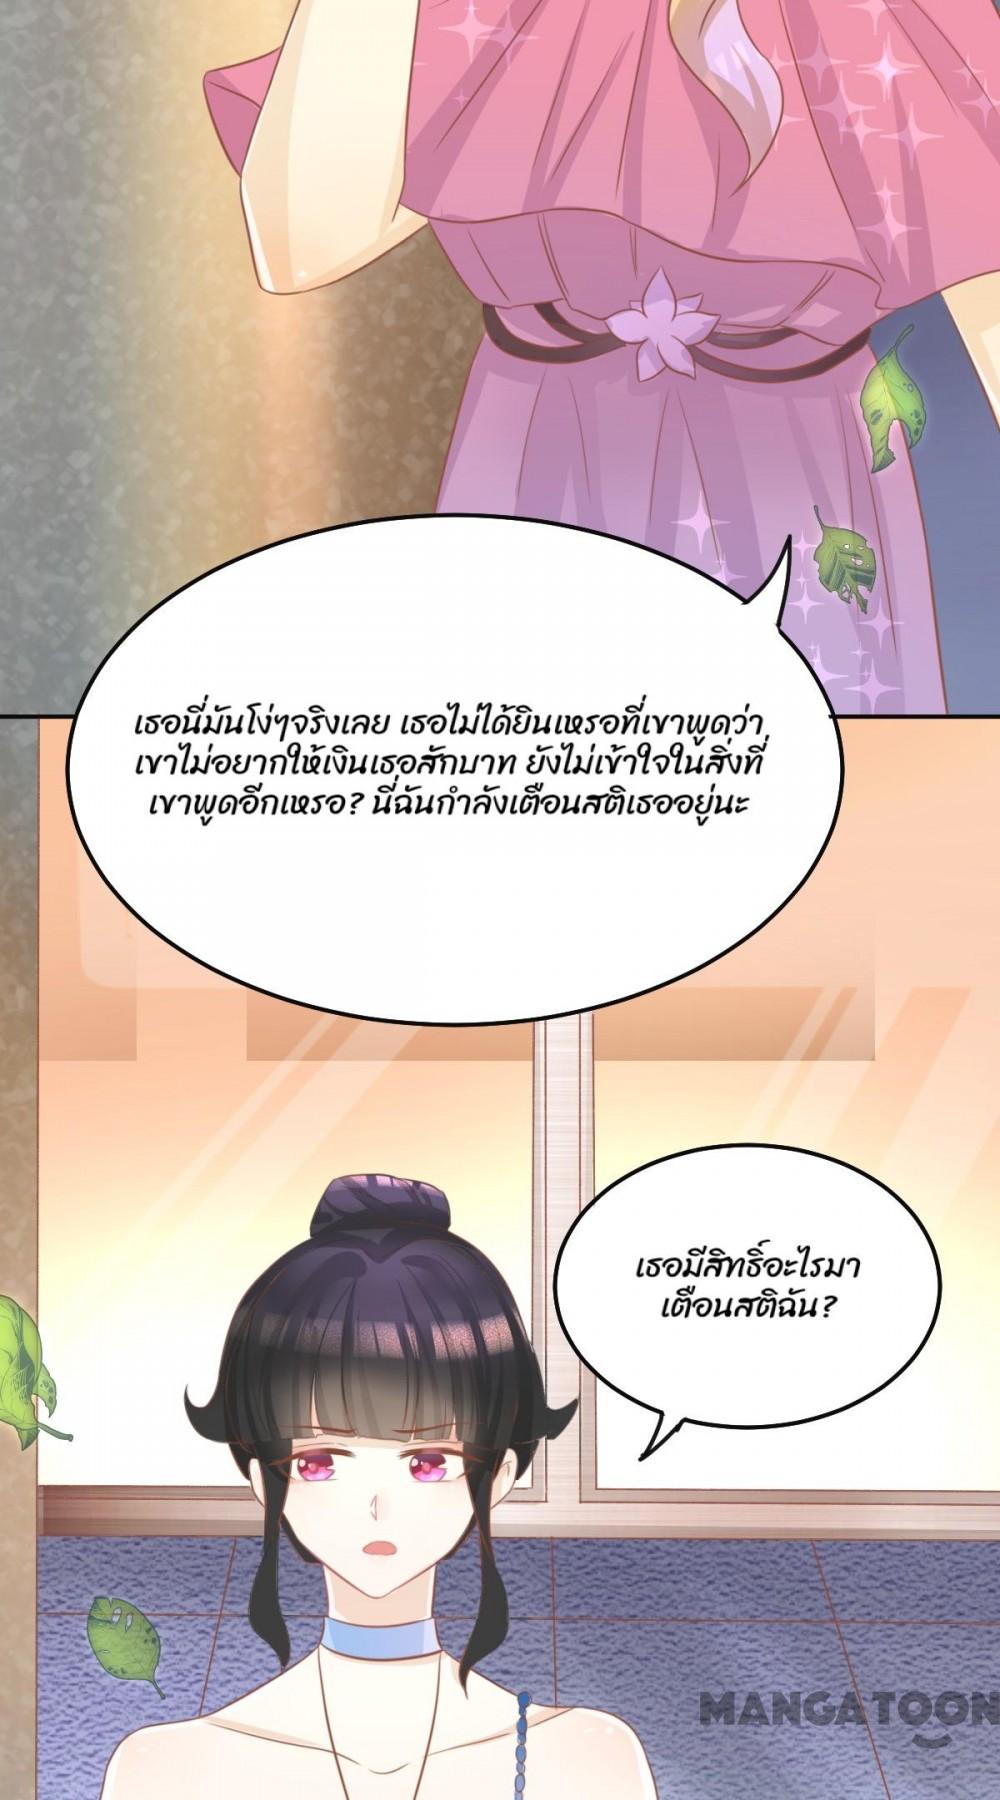 เธอนี่มันโง่ๆจริงเลย เธอไม่ได้ยินเหรอที่เขาพูดว่า
เขาไม่อยากให้เงินเธอสักบาท ยังไม่เข้าใจในสิ่งที่
เขาพูดอีกเหรอ? นี่ฉันกำลังเตือนสติเธออยู่นะ
เธอมีสิทธิ์อะไรมา
เตือนสติฉัน?
MANGATOON